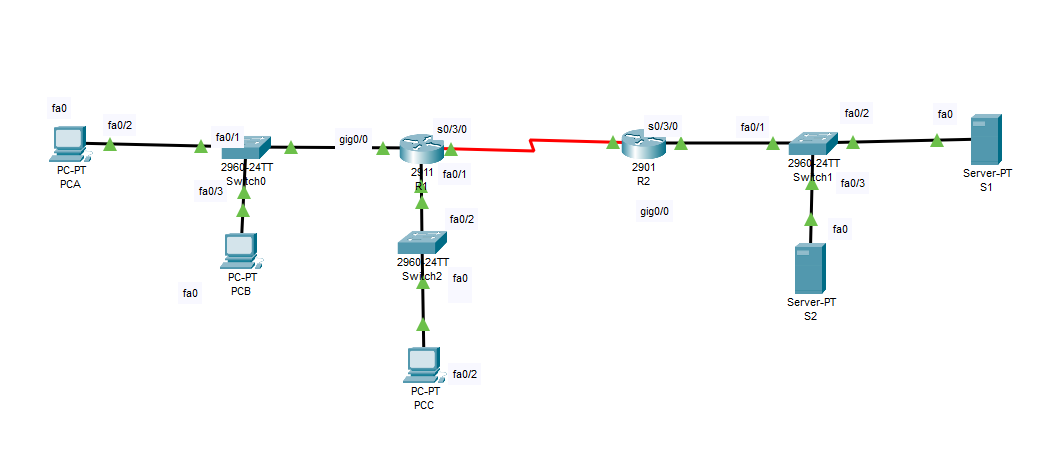 fa0
fa0/2
PC-PT
PCA
fa0/1
2960-24TT
Switch0
fa0/3
PC-PT
PCB
fa0
gig0/0
s0/3/0
2911
R1
fa0/1
fa0/2
2960-24TT
Switch2
fa0
fa0/2
PC-PT
PCC
s0/3/0
2901
R2
gig0/0
fa0/1
fa0/2
2960-24TT
Switch1
fa0/3
fa0
Server-PT
S1
fa0
Server-PT
S2